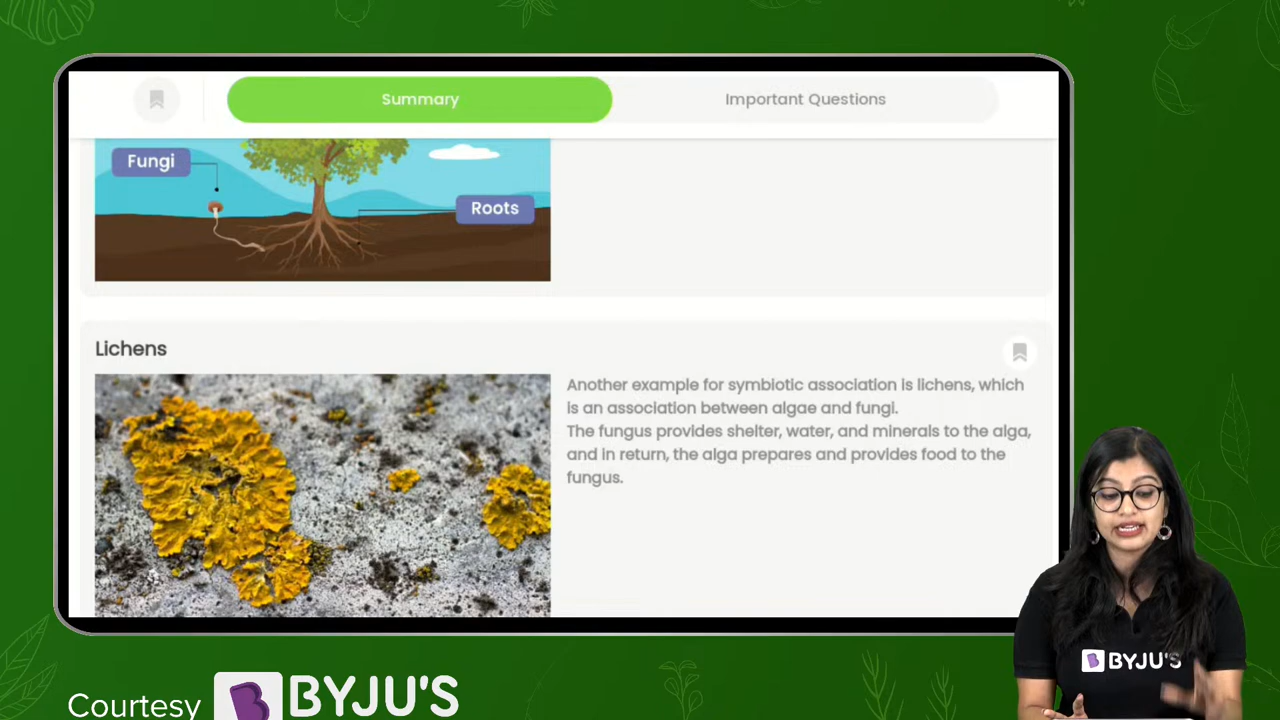 Summary
Important Questions
Fungi
Roots
Lichens
Another example for symbiotic association is lichens, which
is an association between algae and fungi.
The fungus provides shelter, water, and minerals to the alga,
and in return, the alga prepares and provides food to the
fungus.
BYJU'S
Courtesy BYJU'S